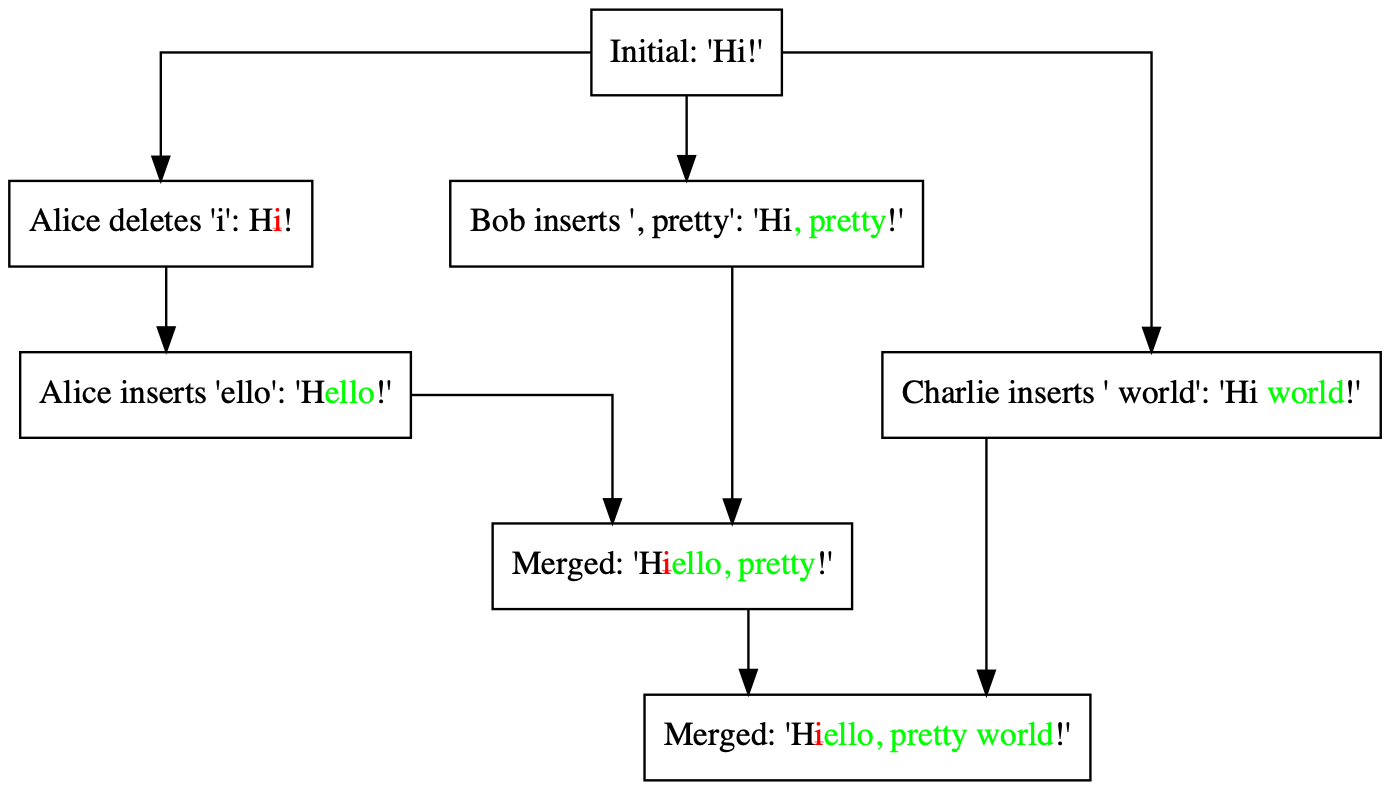 Initial: 'Hi!'
Alice deletes 'i': Hi!
Bob inserts ', pretty': 'Hi, pretty!'
Alice inserts 'ello': 'Hello!'
Charlie inserts ' world': 'Hi world!'
Merged: 'Hiello, pretty!'
Merged: 'Hiello, pretty world!'